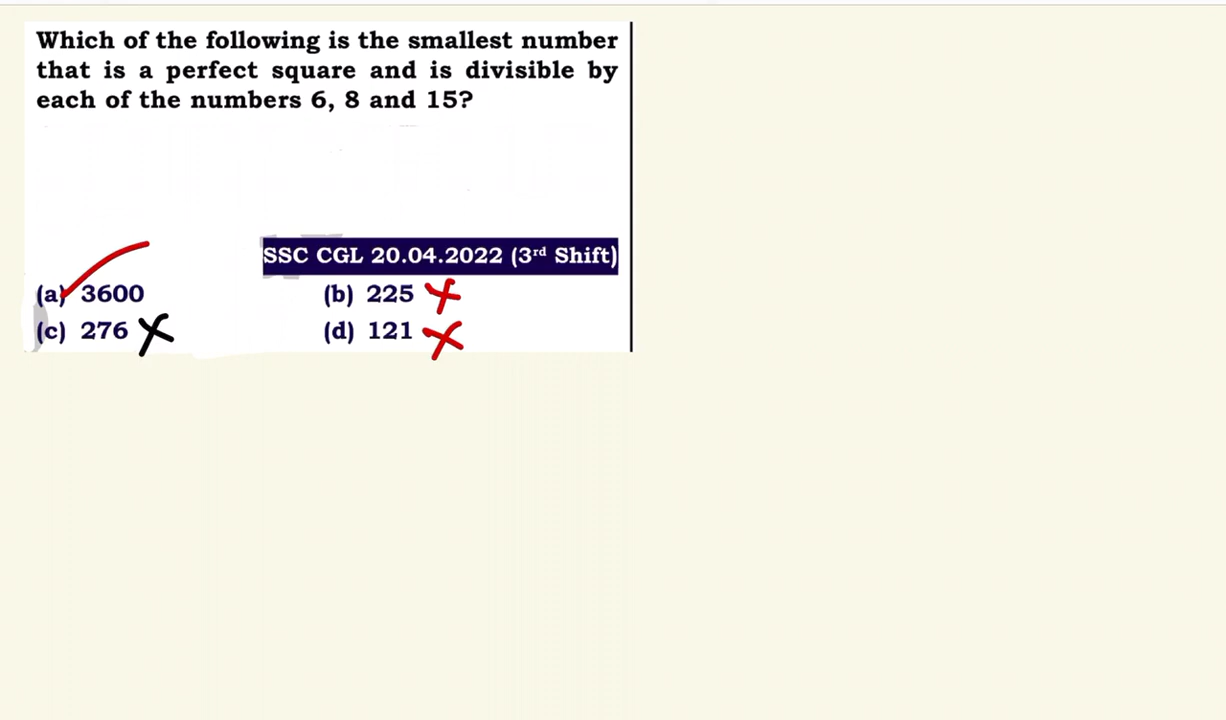 Which of the following is the smallest number
that is a perfect square and is divisible by
each of the numbers 6, 8 and 15?
SSC CGL 20.04.2022 (3rd Shift)
(a) 3600 (b) 225
(c) 276 (d) 121